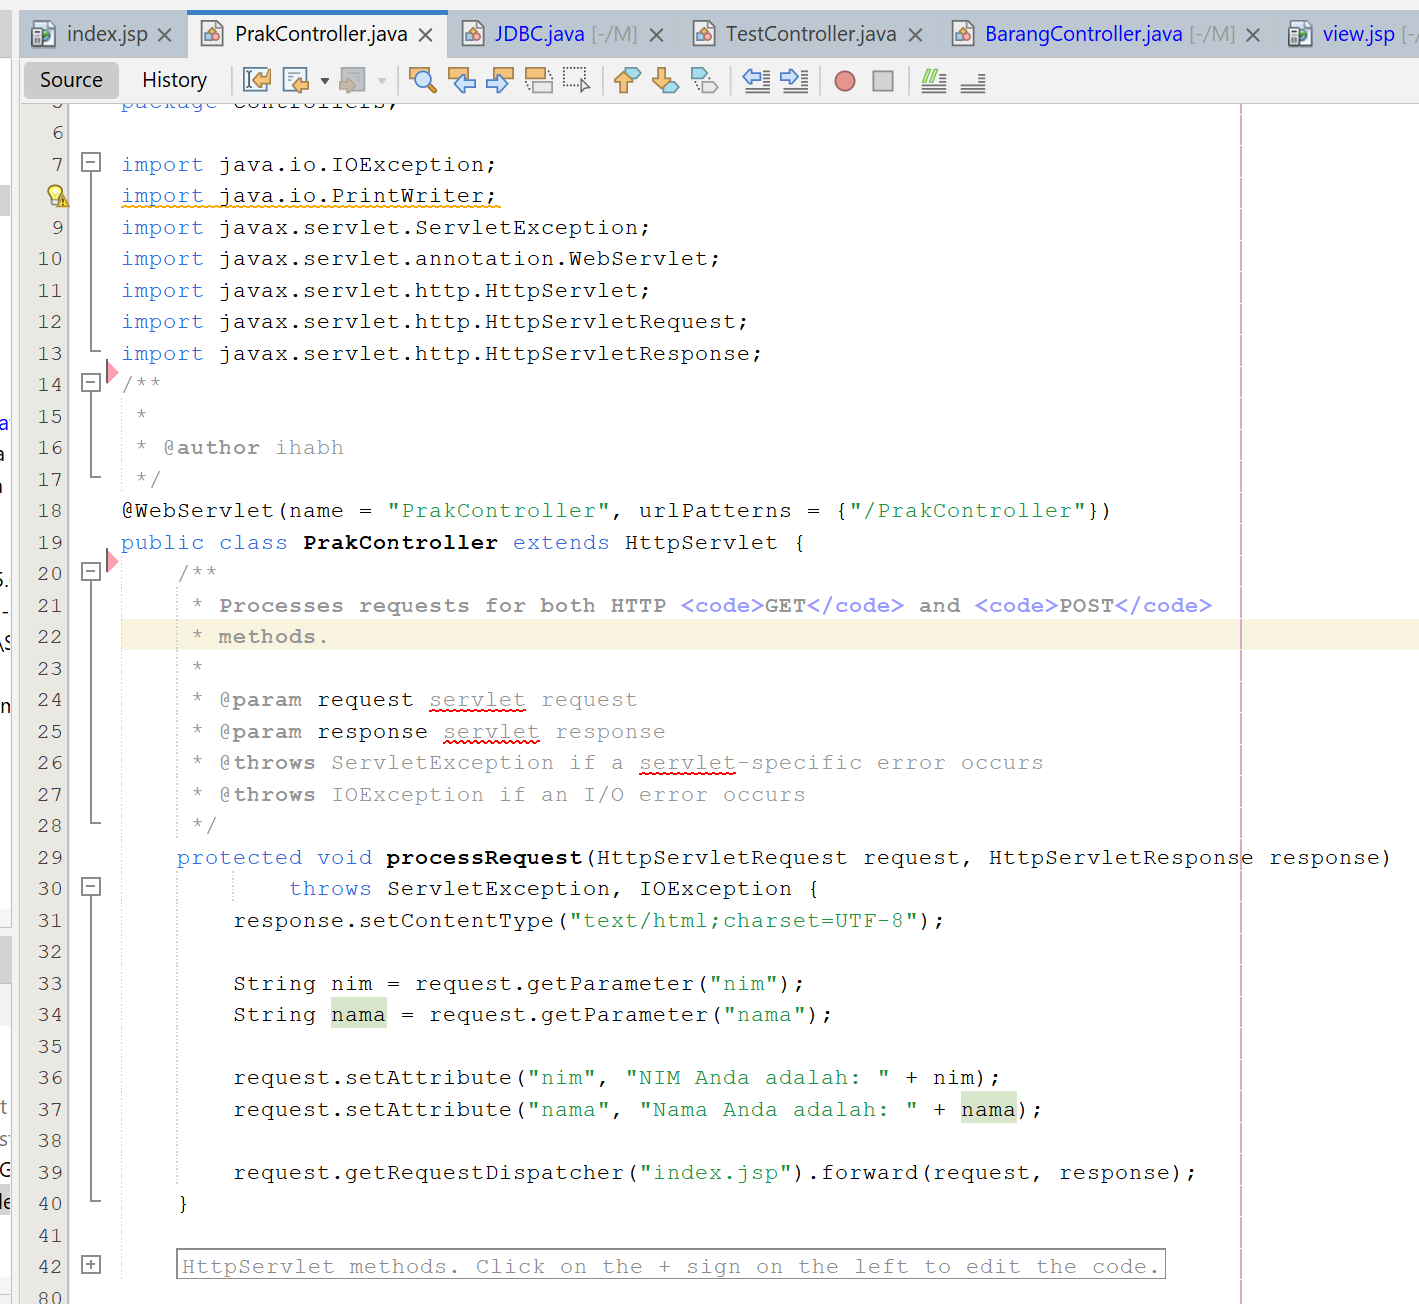 index.jsp PrakController.java JDBC.java [-/M] TestController.java BarangController.java [-/M] view.jsp [-/
Source History
package controllers;
6
7 import java.io.IOException;
import java.io.PrintWriter;
9 import javax.servlet.ServletException;
10 import javax.servlet.annotation.WebServlet;
11 import javax.servlet.http.HttpServlet;
12 import javax.servlet.http.HttpServletRequest;
13 import javax.servlet.http.HttpServletResponse;
14 /**
15 *
16 * @author ihabh
17 */
18 @WebServlet(name = "PrakController", urlPatterns = {"/PrakController"})
19 public class PrakController extends HttpServlet {
20 /**
21 * Processes requests for both HTTP <code>GET</code> and <code>POST</code>
22 * methods.
23 *
24 * @param request servlet request
25 * @param response servlet response
26 * @throws ServletException if a servlet-specific error occurs
27 * @throws IOException if an I/O error occurs
28 */
29 protected void processRequest(HttpServletRequest request, HttpServletResponse response)
30 throws ServletException, IOException {
31 response.setContentType("text/html;charset=UTF-8");
32
33 String nim = request.getParameter("nim");
34 String nama = request.getParameter("nama");
35
36 request.setAttribute("nim", "NIM Anda adalah: " + nim);
37 request.setAttribute("nama", "Nama Anda adalah: " + nama);
38
39 request.getRequestDispatcher("index.jsp").forward(request, response);
40 }
41
42 HttpServlet methods. Click on the + sign on the left to edit the code.
80